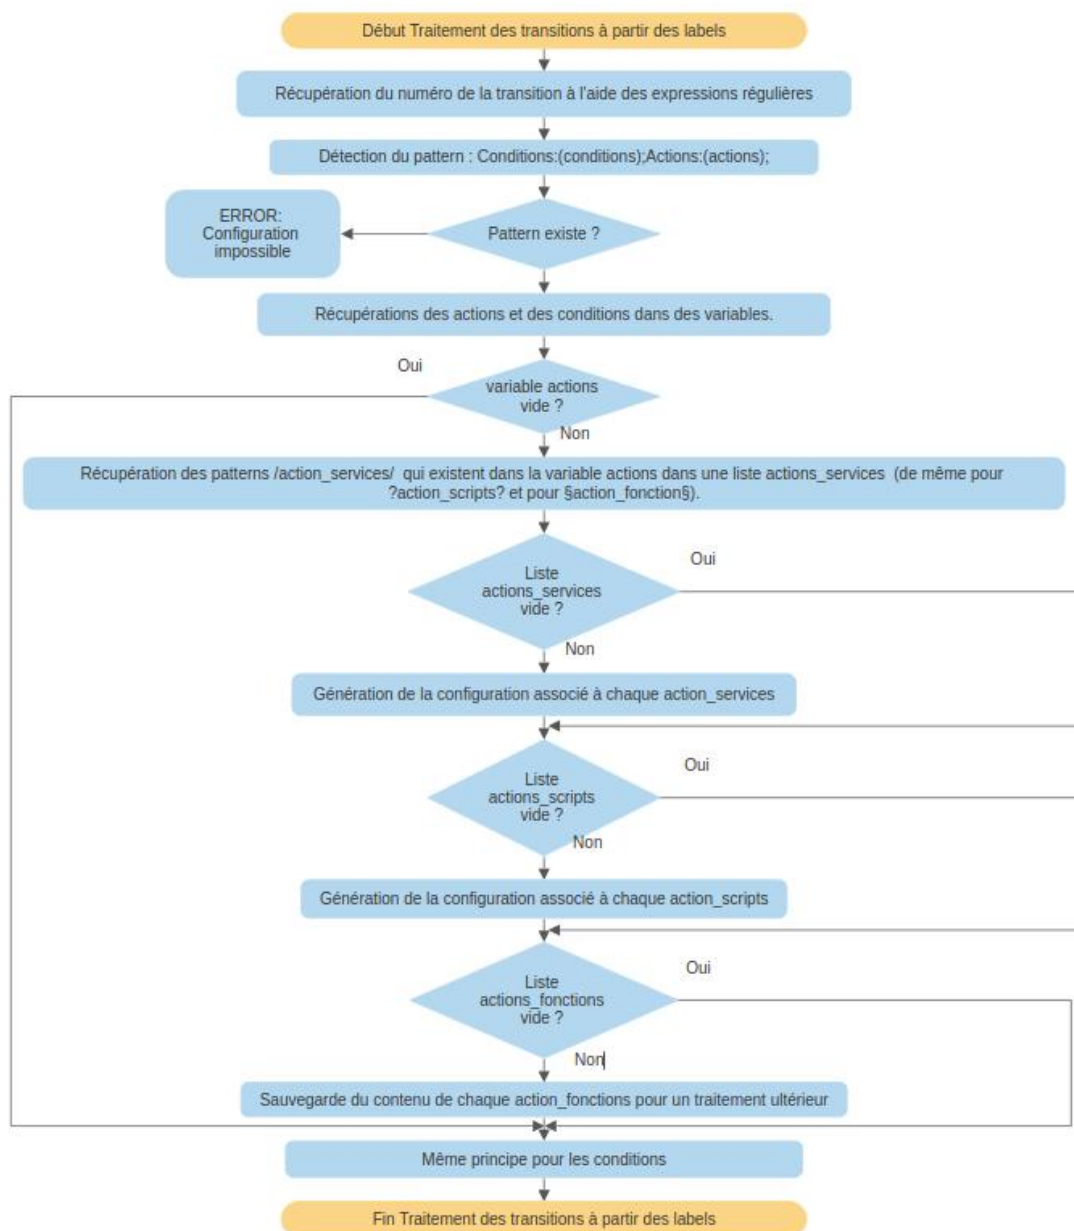 Début Traitement des transitions à partir des labels
Récupération du numéro de la transition à l'aide des expressions régulières
Détection du pattern : Conditions:(conditions);Actions:(actions);
ERROR:
Configuration
impossible
Pattern existe ?
Récupérations des actions et des conditions dans des variables.
Oui
variable actions
vide ?
Non
Récupération des patterns /action_services/ qui existent dans la variable actions dans une liste actions_services (de même pour
?action_scripts? et pour §action_fonction§).
Liste
actions_services
vide ?
Oui
Non
Génération de la configuration associé à chaque action_services
Liste
actions_scripts
vide ?
Oui
Non
Génération de la configuration associé à chaque action_scripts
Liste
actions_fonctions
vide ?
Oui
Non
Sauvegarde du contenu de chaque action_fonctions pour un traitement ultérieur
Même principe pour les conditions
Fin Traitement des transitions à partir des labels